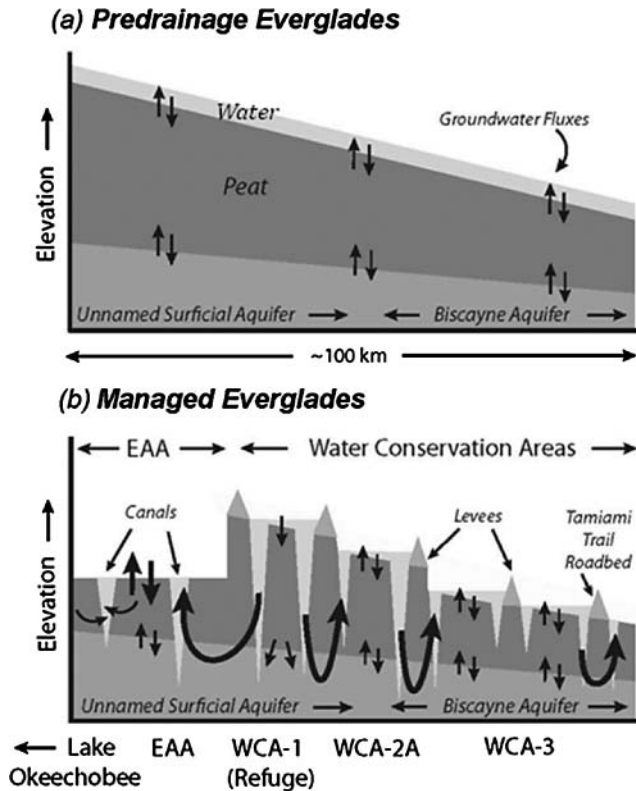 (a) Predrainage Everglades
Elevation
Water
Groundwater Fluxes
Peat
Unnamed Surficial Aquifer
Biscayne Aquifer
~100 km
(b) Managed Everglades
Elevation
EAA
Water Conservation Areas
Canals
Levees
Tamiami
Trail
Roadbed
Unnamed Surficial Aquifer
Biscayne Aquifer
Lake
Okeechobee
EAA
WCA-1
(Refuge)
WCA-2A
WCA-3